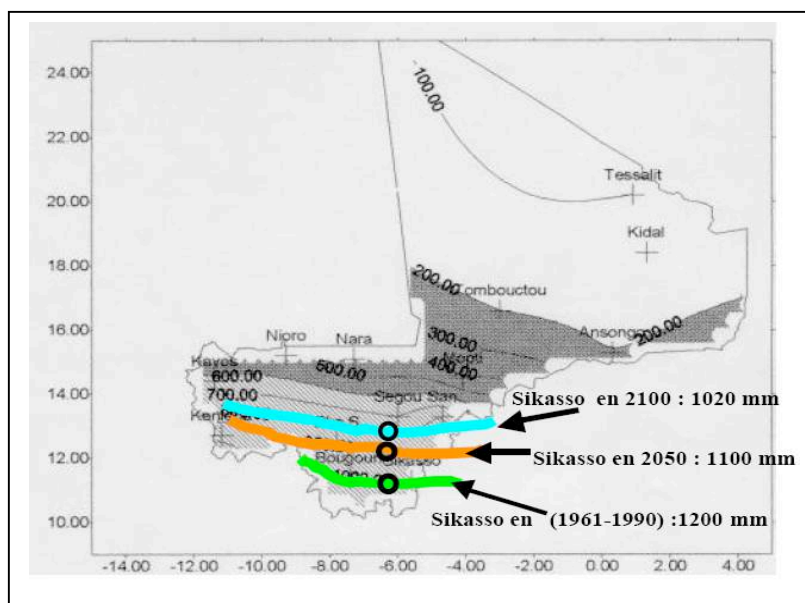 24.00
100.00
22.00
Tessalit
20.00
Kidal
18.00
200.00
Tombouctou
16.00
Nioro
Nara
300.00
Ansongo
200.00
Kayes
500.00
400.00
Mopti
600.00
14.00
700.00
Segou San
Sikasso en 2100 : 1020 mm
12.00
Bougouni
Sikasso
Sikasso en 2050 : 1100 mm
10.00
Sikasso en (1961-1990) :1200 mm
-14.00 -12.00 -10.00 -8.00 -6.00 -4.00 -2.00 0.00 2.00 4.00